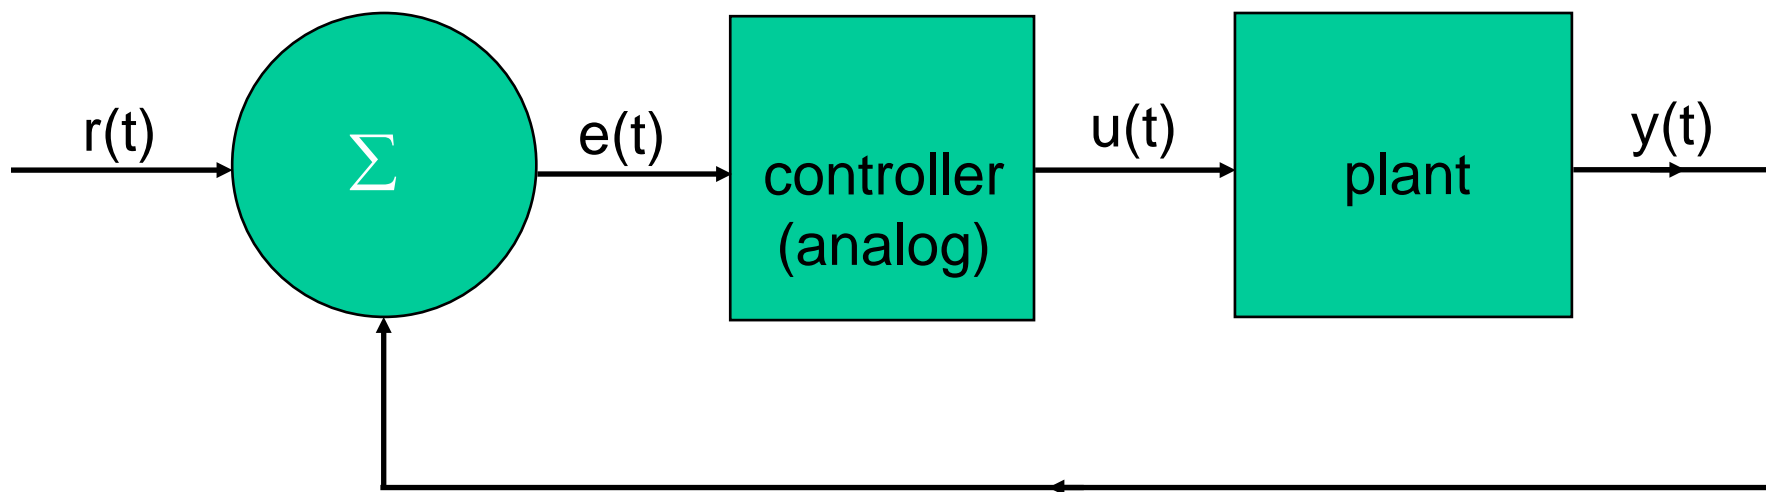 r(t)
Σ
e(t)
controller
(analog)
u(t)
plant
y(t)